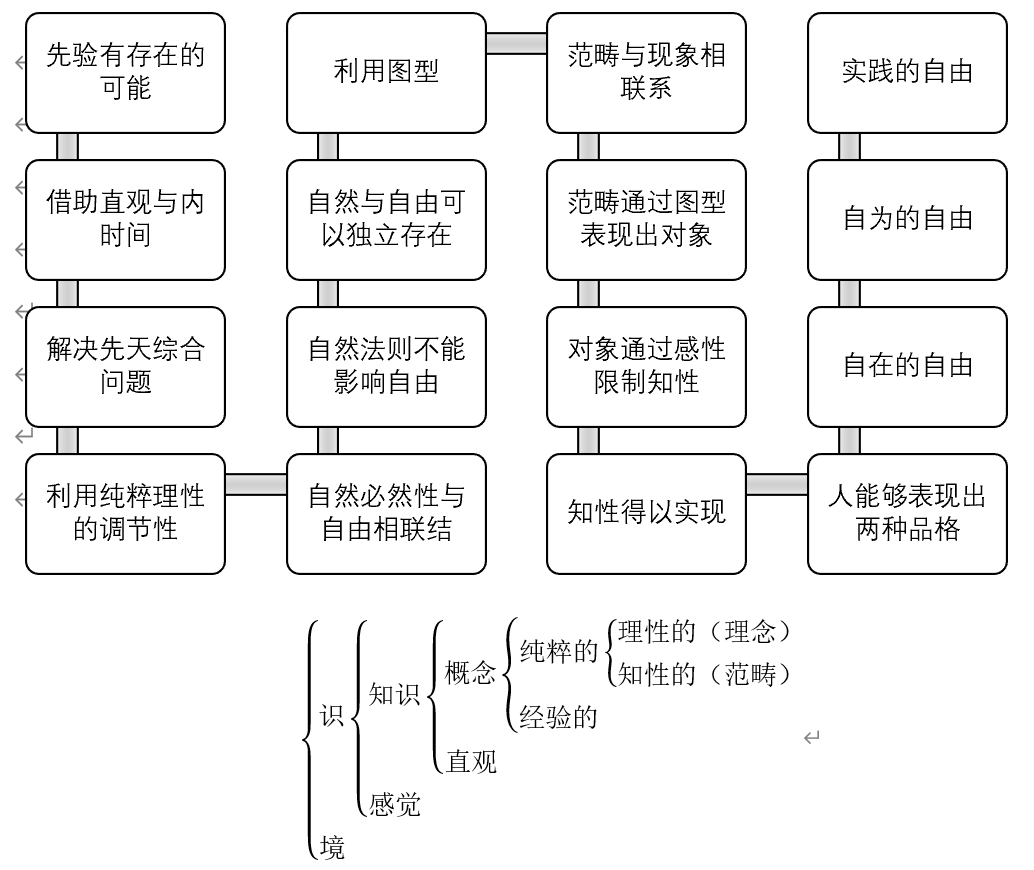 先验有存在的
可能
借助直观与内
时间
解决先天综合
问题
利用纯粹理性
的调节性
自然必然性与
自由相联结
自然法则不能
影响自由
自然与自由可
以独立存在
利用图型
范畴与现象相
联系
范畴通过图型
表现出对象
对象通过感性
限制知性
知性得以实现
人能够表现出
两种品格
自在的自由
自为的自由
实践的自由
识
知识
概念
纯粹的
理性的（理念）
知性的（范畴）
经验的
直观
感觉
境